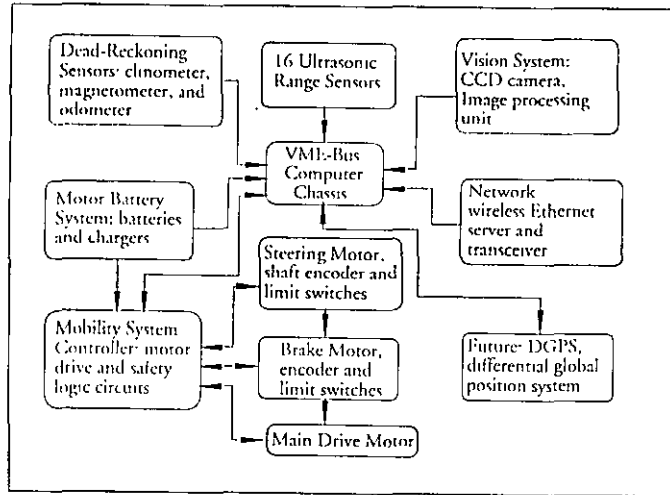 Dead-Reckoning
Sensors: clinometer,
magnetometer, and
odometer
16 Ultrasonic
Range Sensors
Vision System:
CCD camera,
Image processing
unit
VME-Bus
Computer
Chassis
Motor Battery
System: batteries
and chargers
Network
wireless Ethernet
server and
transceiver
Steering Motor,
shaft encoder and
limit switches
Mobility System
Controller: motor
drive and safety
logic circuits
Brake Motor,
encoder and
limit switches
Future: DGPS,
differential global
position system
Main Drive Motor